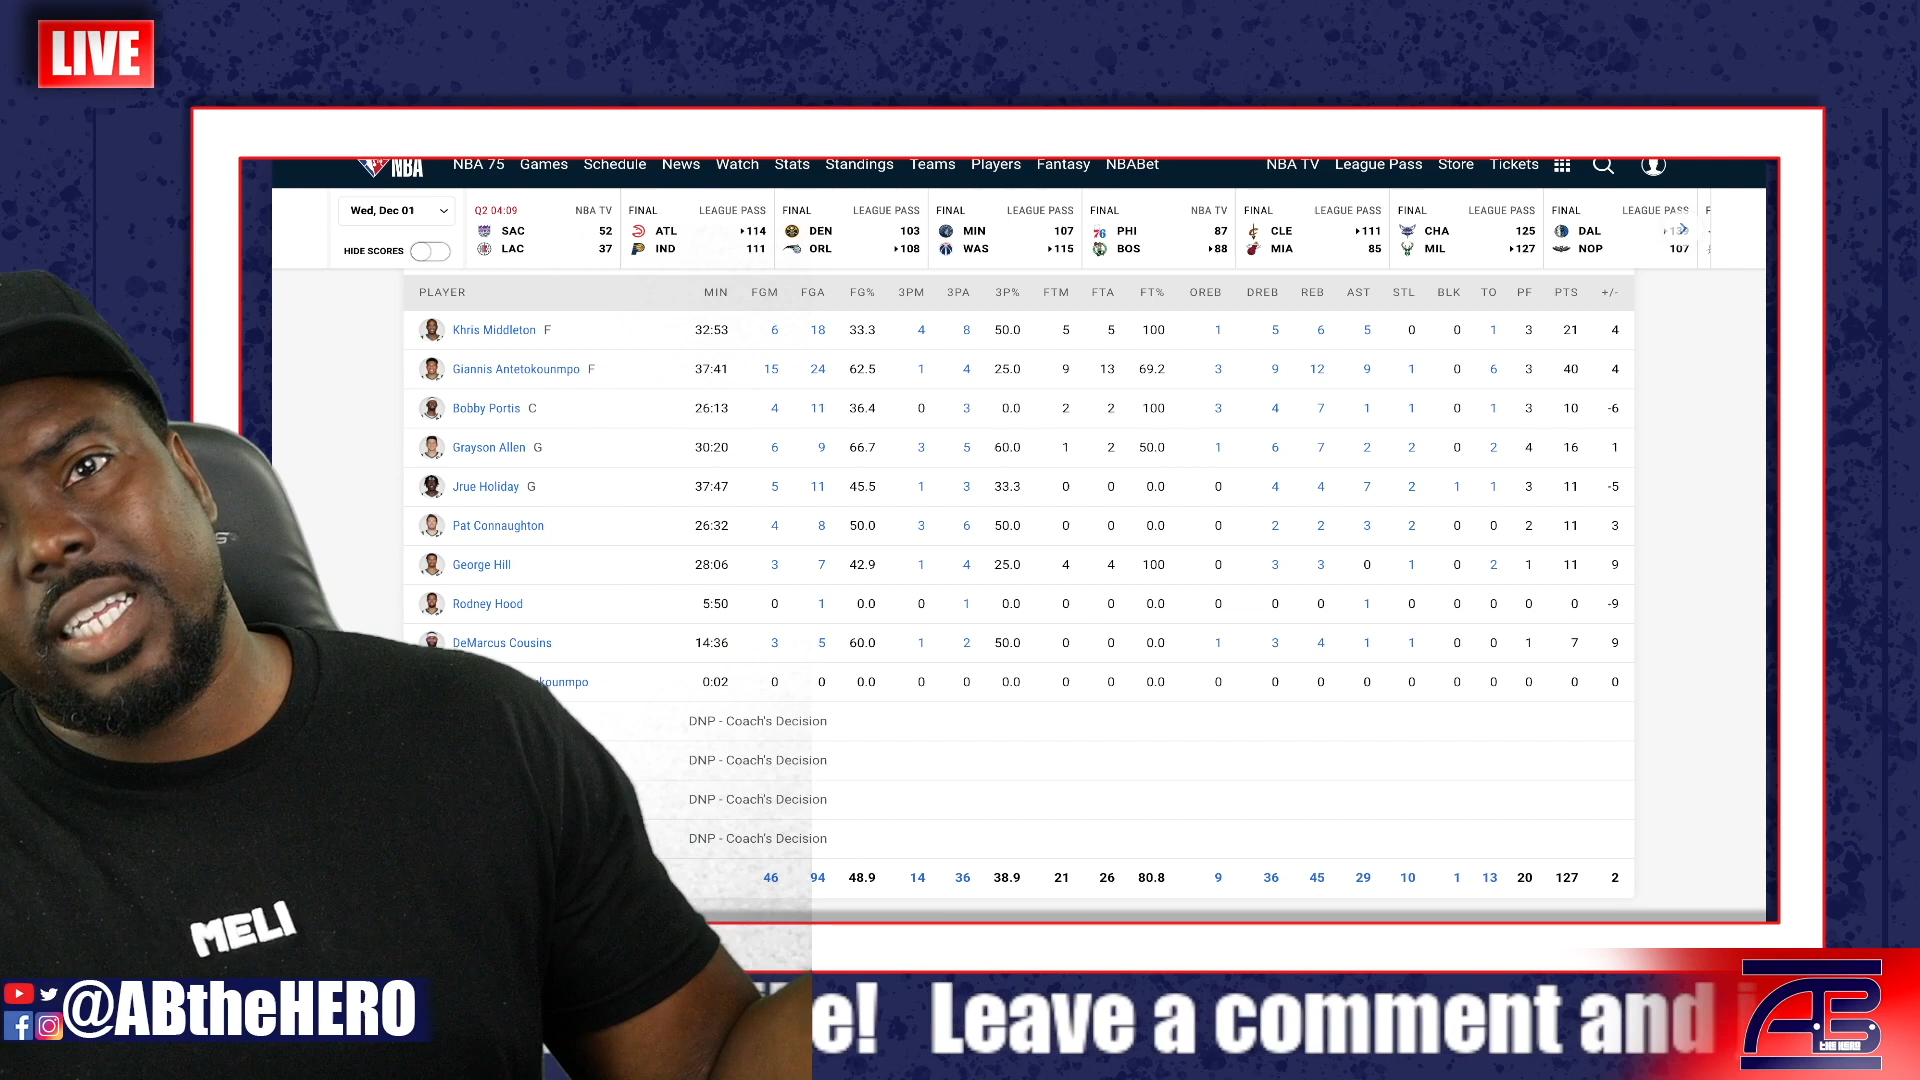 LIVE
NBA NBA 75 Games Schedule News Watch Stats Standings Teams Players Fantasy NBABet NBA TV League Pass Store Tickets
Wed, Dec 01
HIDE SCORES
Q2 04:09 NBA TV
SAC 52
LAC 37
FINAL LEAGUE PASS
ATL 114
IND 111
FINAL LEAGUE PASS
DEN 103
ORL 108
FINAL LEAGUE PASS
MIN 107
WAS 115
FINAL NBA TV
PHI 87
BOS 88
FINAL LEAGUE PASS
CLE 111
MIA 85
FINAL LEAGUE PASS
CHA 125
MIL 127
FINAL LEAGUE PASS
DAL
NOP 107
PLAYER MIN FGM FGA FG% 3PM 3PA 3P% FTM FTA FT% OREB DREB REB AST STL BLK TO PF PTS +/-
Khris Middleton F 32:53 6 18 33.3 4 8 50.0 5 5 100 1 5 6 5 0 0 1 3 21 4
Giannis Antetokounmpo F 37:41 15 24 62.5 1 4 25.0 9 13 69.2 3 9 12 9 1 0 6 3 40 4
Bobby Portis C 26:13 4 11 36.4 0 3 0.0 2 2 100 3 4 7 1 1 0 1 3 10 -6
Grayson Allen G 30:20 6 9 66.7 3 5 60.0 1 2 50.0 1 6 7 2 2 0 2 4 16 1
Jrue Holiday G 37:47 5 11 45.5 1 3 33.3 0 0 0.0 0 4 4 7 2 1 1 3 11 -5
Pat Connaughton 26:32 4 8 50.0 3 6 50.0 0 0 0.0 0 2 2 3 2 0 0 2 11 3
George Hill 28:06 3 7 42.9 1 4 25.0 4 4 100 0 3 3 0 1 0 2 1 11 9
Rodney Hood 5:50 0 1 0.0 0 1 0.0 0 0 0.0 0 0 0 1 0 0 0 0 0 -9
DeMarcus Cousins 14:36 3 5 60.0 1 2 50.0 0 0 0.0 1 3 4 1 1 0 0 1 7 9
kounmpo 0:02 0 0 0.0 0 0 0.0 0 0 0.0 0 0 0 0 0 0 0 0 0 0
DNP - Coach's Decision
DNP - Coach's Decision
DNP - Coach's Decision
DNP - Coach's Decision
46 94 48.9 14 36 38.9 21 26 80.8 9 36 45 29 10 1 13 20 127 2
MELI
@ABtheHERO
e! Leave a comment and
AB
THE HERO